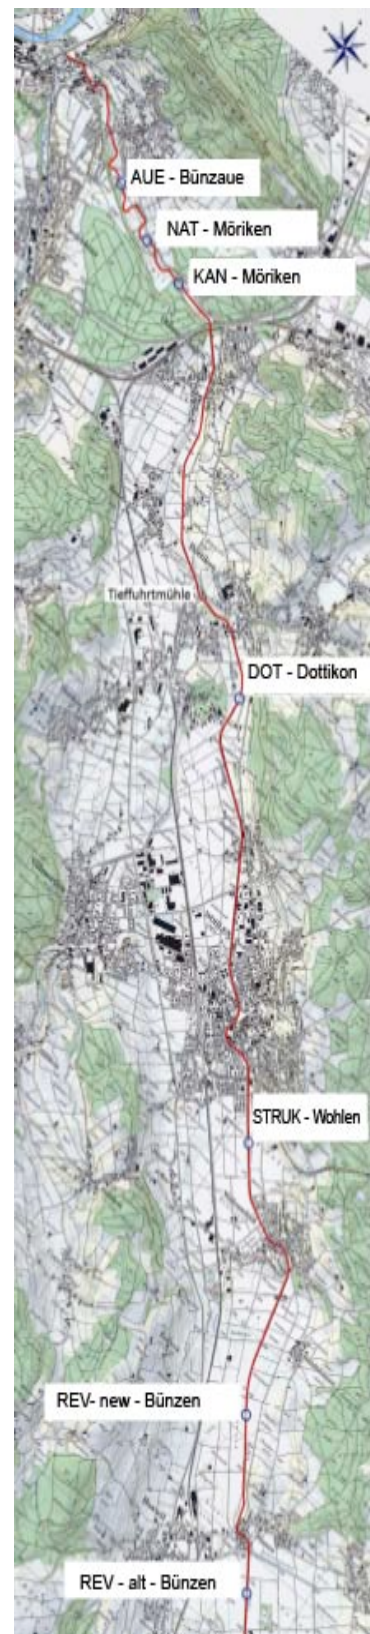 AUE - Bünzaue
NAT - Möriken
KAN - Möriken
Tieffuhrtmühle
DOT - Dottikon
STRUK - Wohlen
REV- new - Bünzen
REV - alt - Bünzen